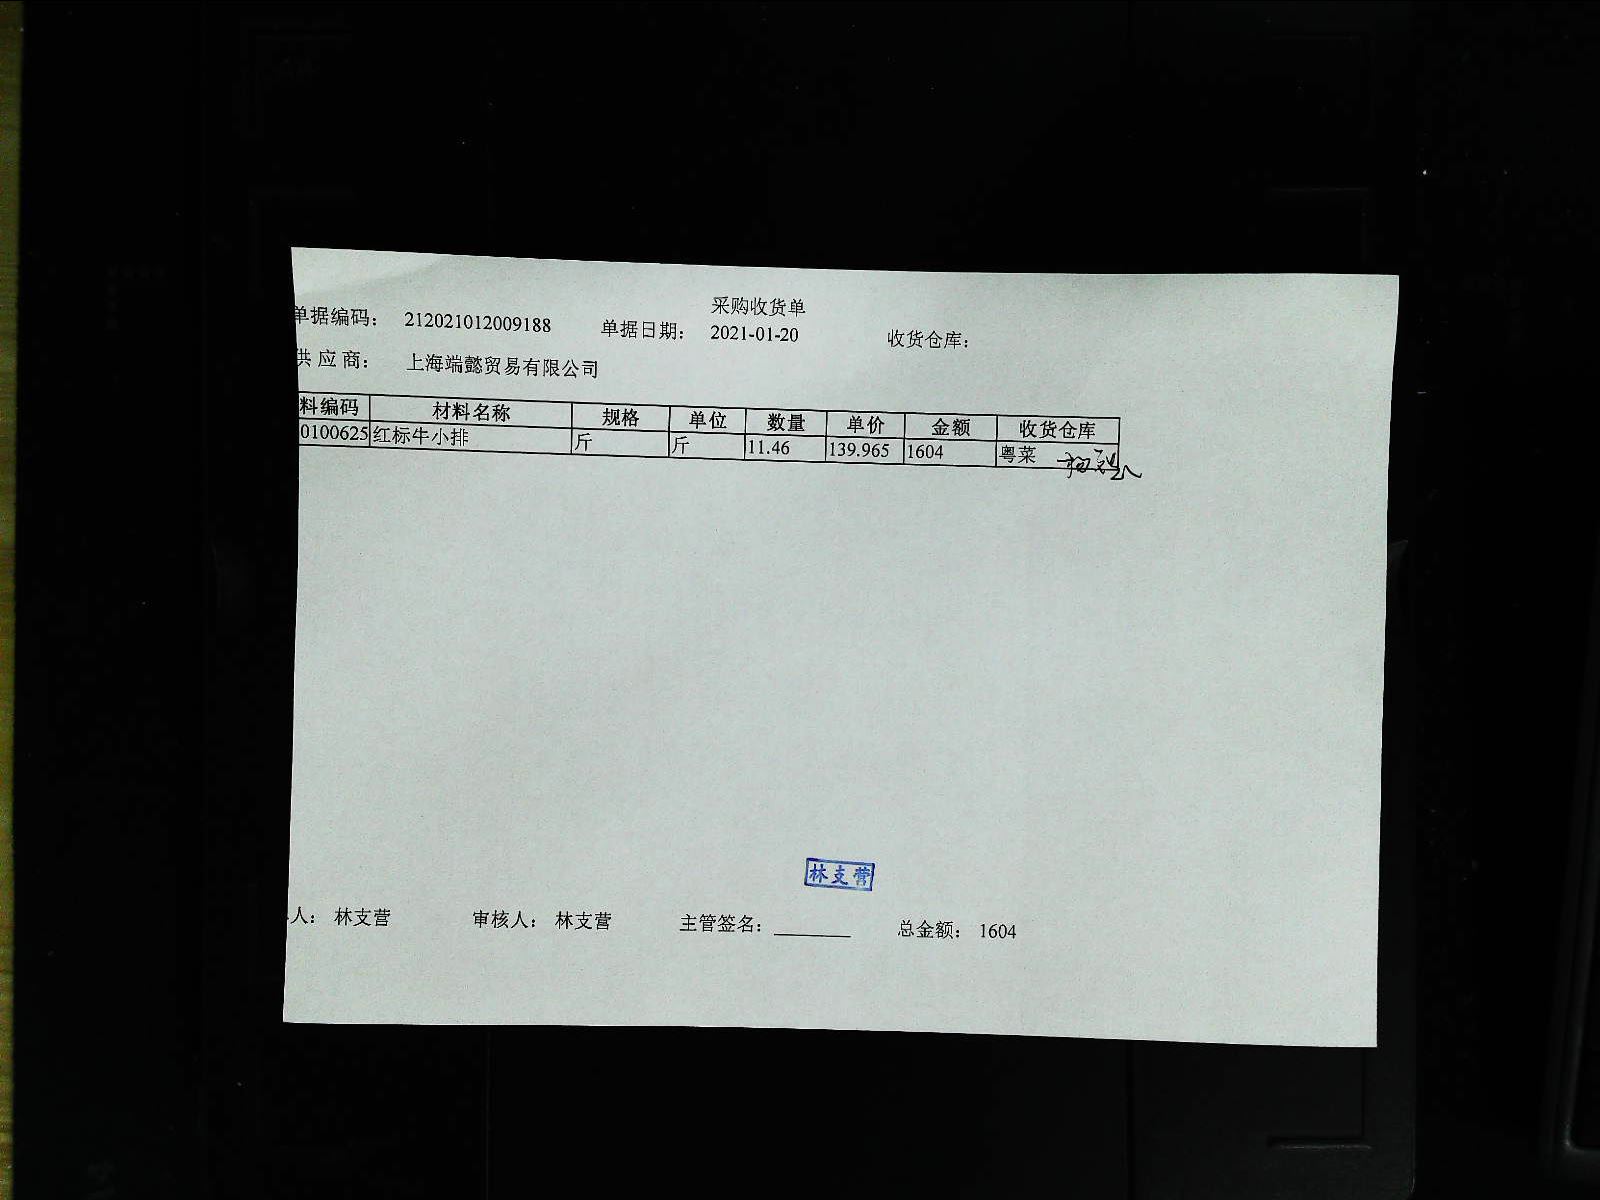 采购收货单
单据编码： 212021012009188 单据日期： 2021-01-20 收货仓库：
供应商： 上海端懿贸易有限公司
料编码 材料名称 规格 单位 数量 单价 金额 收货仓库
0100625 红标牛小排 斤 斤 11.46 139.965 1604 粤菜
林支营
人： 林支营 审核人： 林支营 主管签名： 总金额： 1604